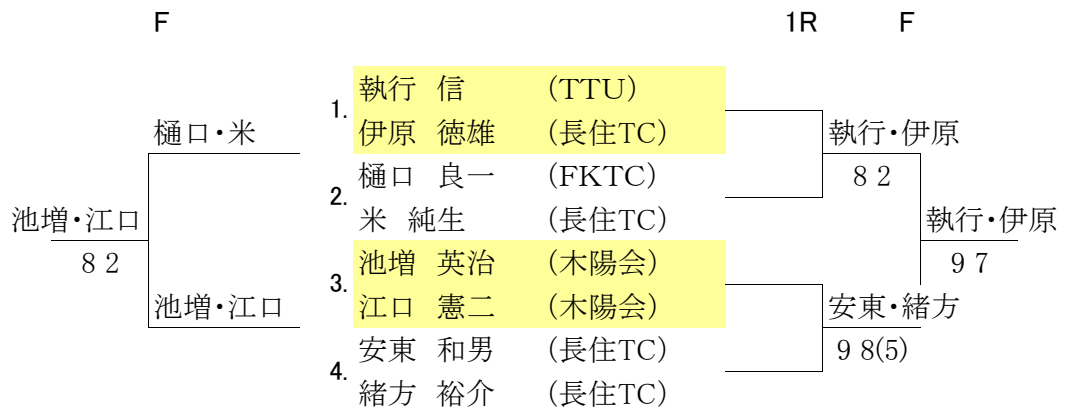 F 1R F
1. 執行 信 (TTU)
伊原 徳雄 (長住TC)
樋口・米 執行・伊原
2. 樋口 良一 (FKTC)
8 2
米 純生 (長住TC)
池増・江口 執行・伊原
8 2
3. 池増 英治 (木陽会)
9 7
江口 憲二 (木陽会)
池増・江口 安東・緒方
4. 安東 和男 (長住TC)
9 8(5)
緒方 裕介 (長住TC)